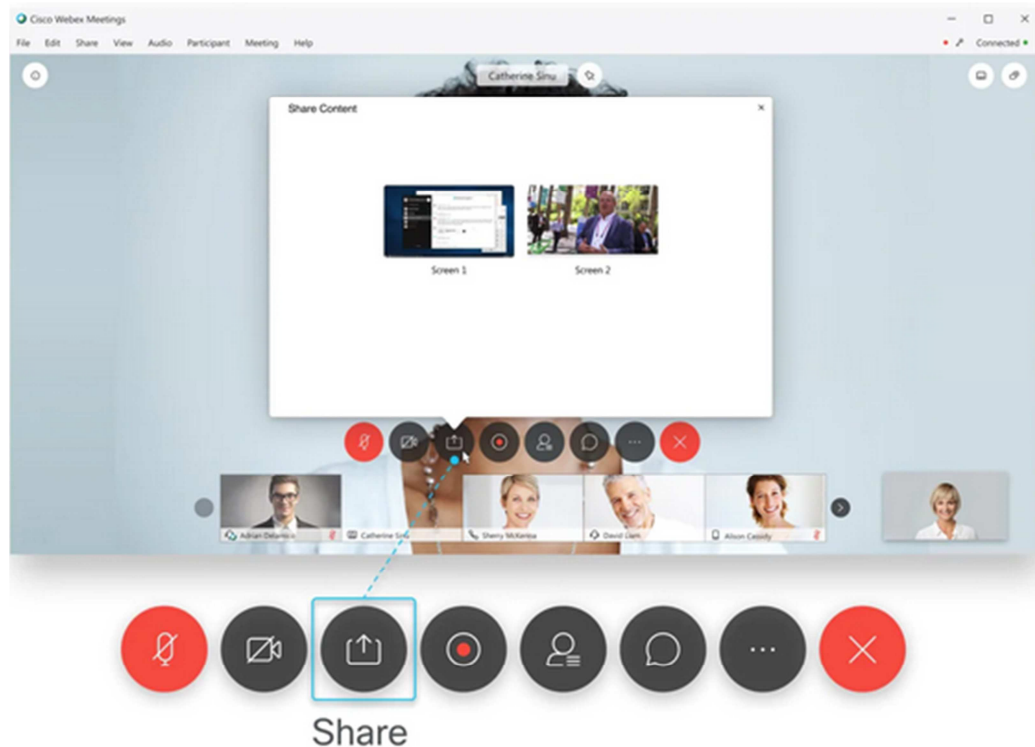 Cisco Webex Meetings
File Edit Share View Audio Participant Meeting Help
Connected
Catherine Sinu
Share Content
Screen 1 Screen 2
Adrian Delamico Catherine Sinu Sherry McKenna David Liam Alison Cassidy
Share